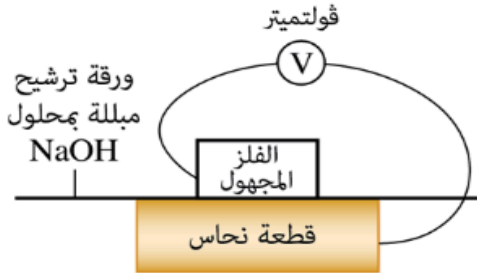 ڤولتميتر
V
ورقة ترشيح
مبللة بمحلول
NaOH
الفلز
المجهول
قطعة نحاس